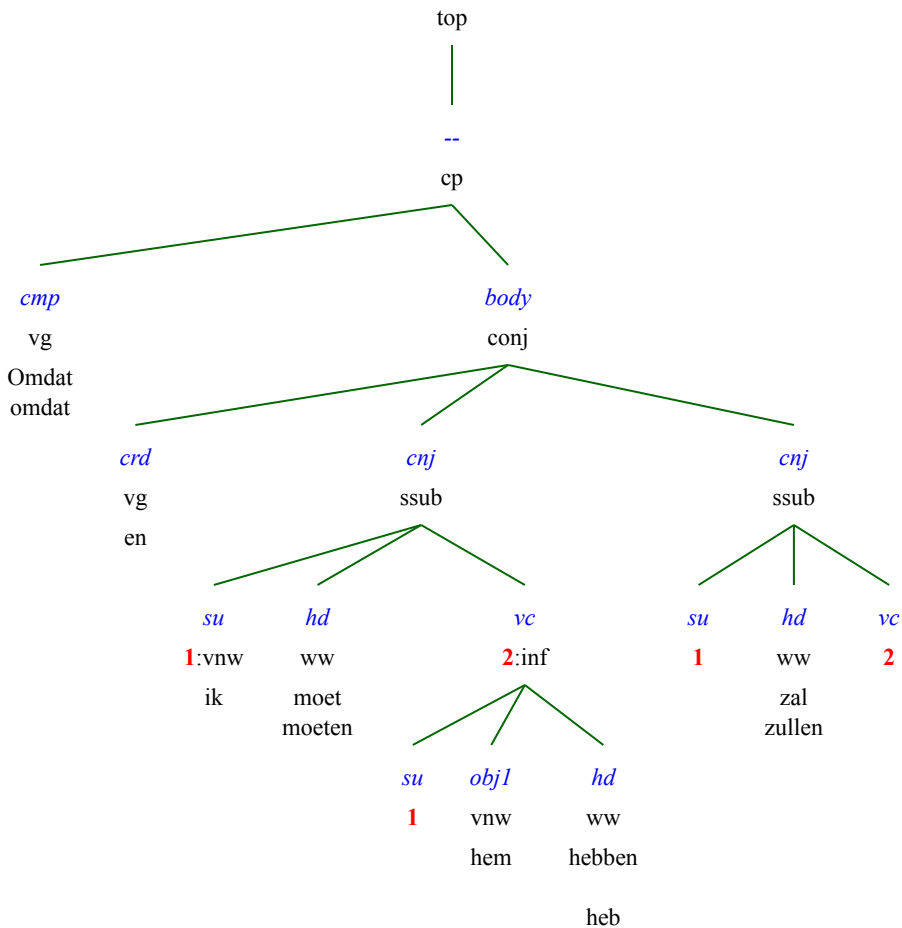 top
--
cp
cmp body
vg conj
Omdat
omdat
crd cnj cnj
vg ssub ssub
en
su hd vc su hd vc
1:vnw ww 2:inf 1 ww 2
ik moet zal
moeten zullen
su obj1 hd
1 vnw ww
hem hebben
heb